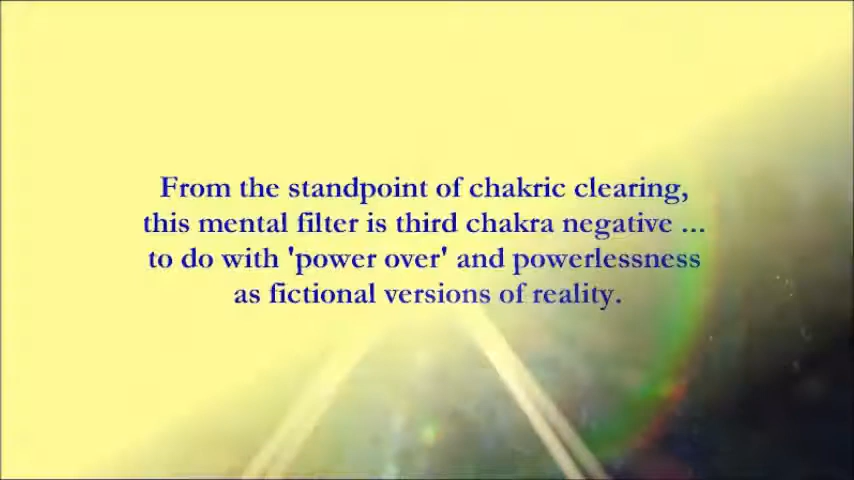 From the standpoint of chakric clearing,
this mental filter is third chakra negative ...
to do with 'power over' and powerlessness
as fictional versions of reality.